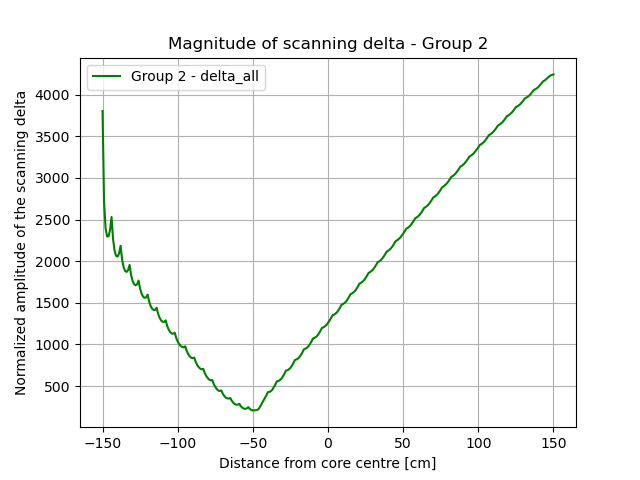 Magnitude of scanning delta - Group 2
Group 2 - delta_all
Normalized amplitude of the scanning delta
4000
3500
3000
2500
2000
1500
1000
500
−150 −100 −50 0 50 100 150
Distance from core centre [cm]